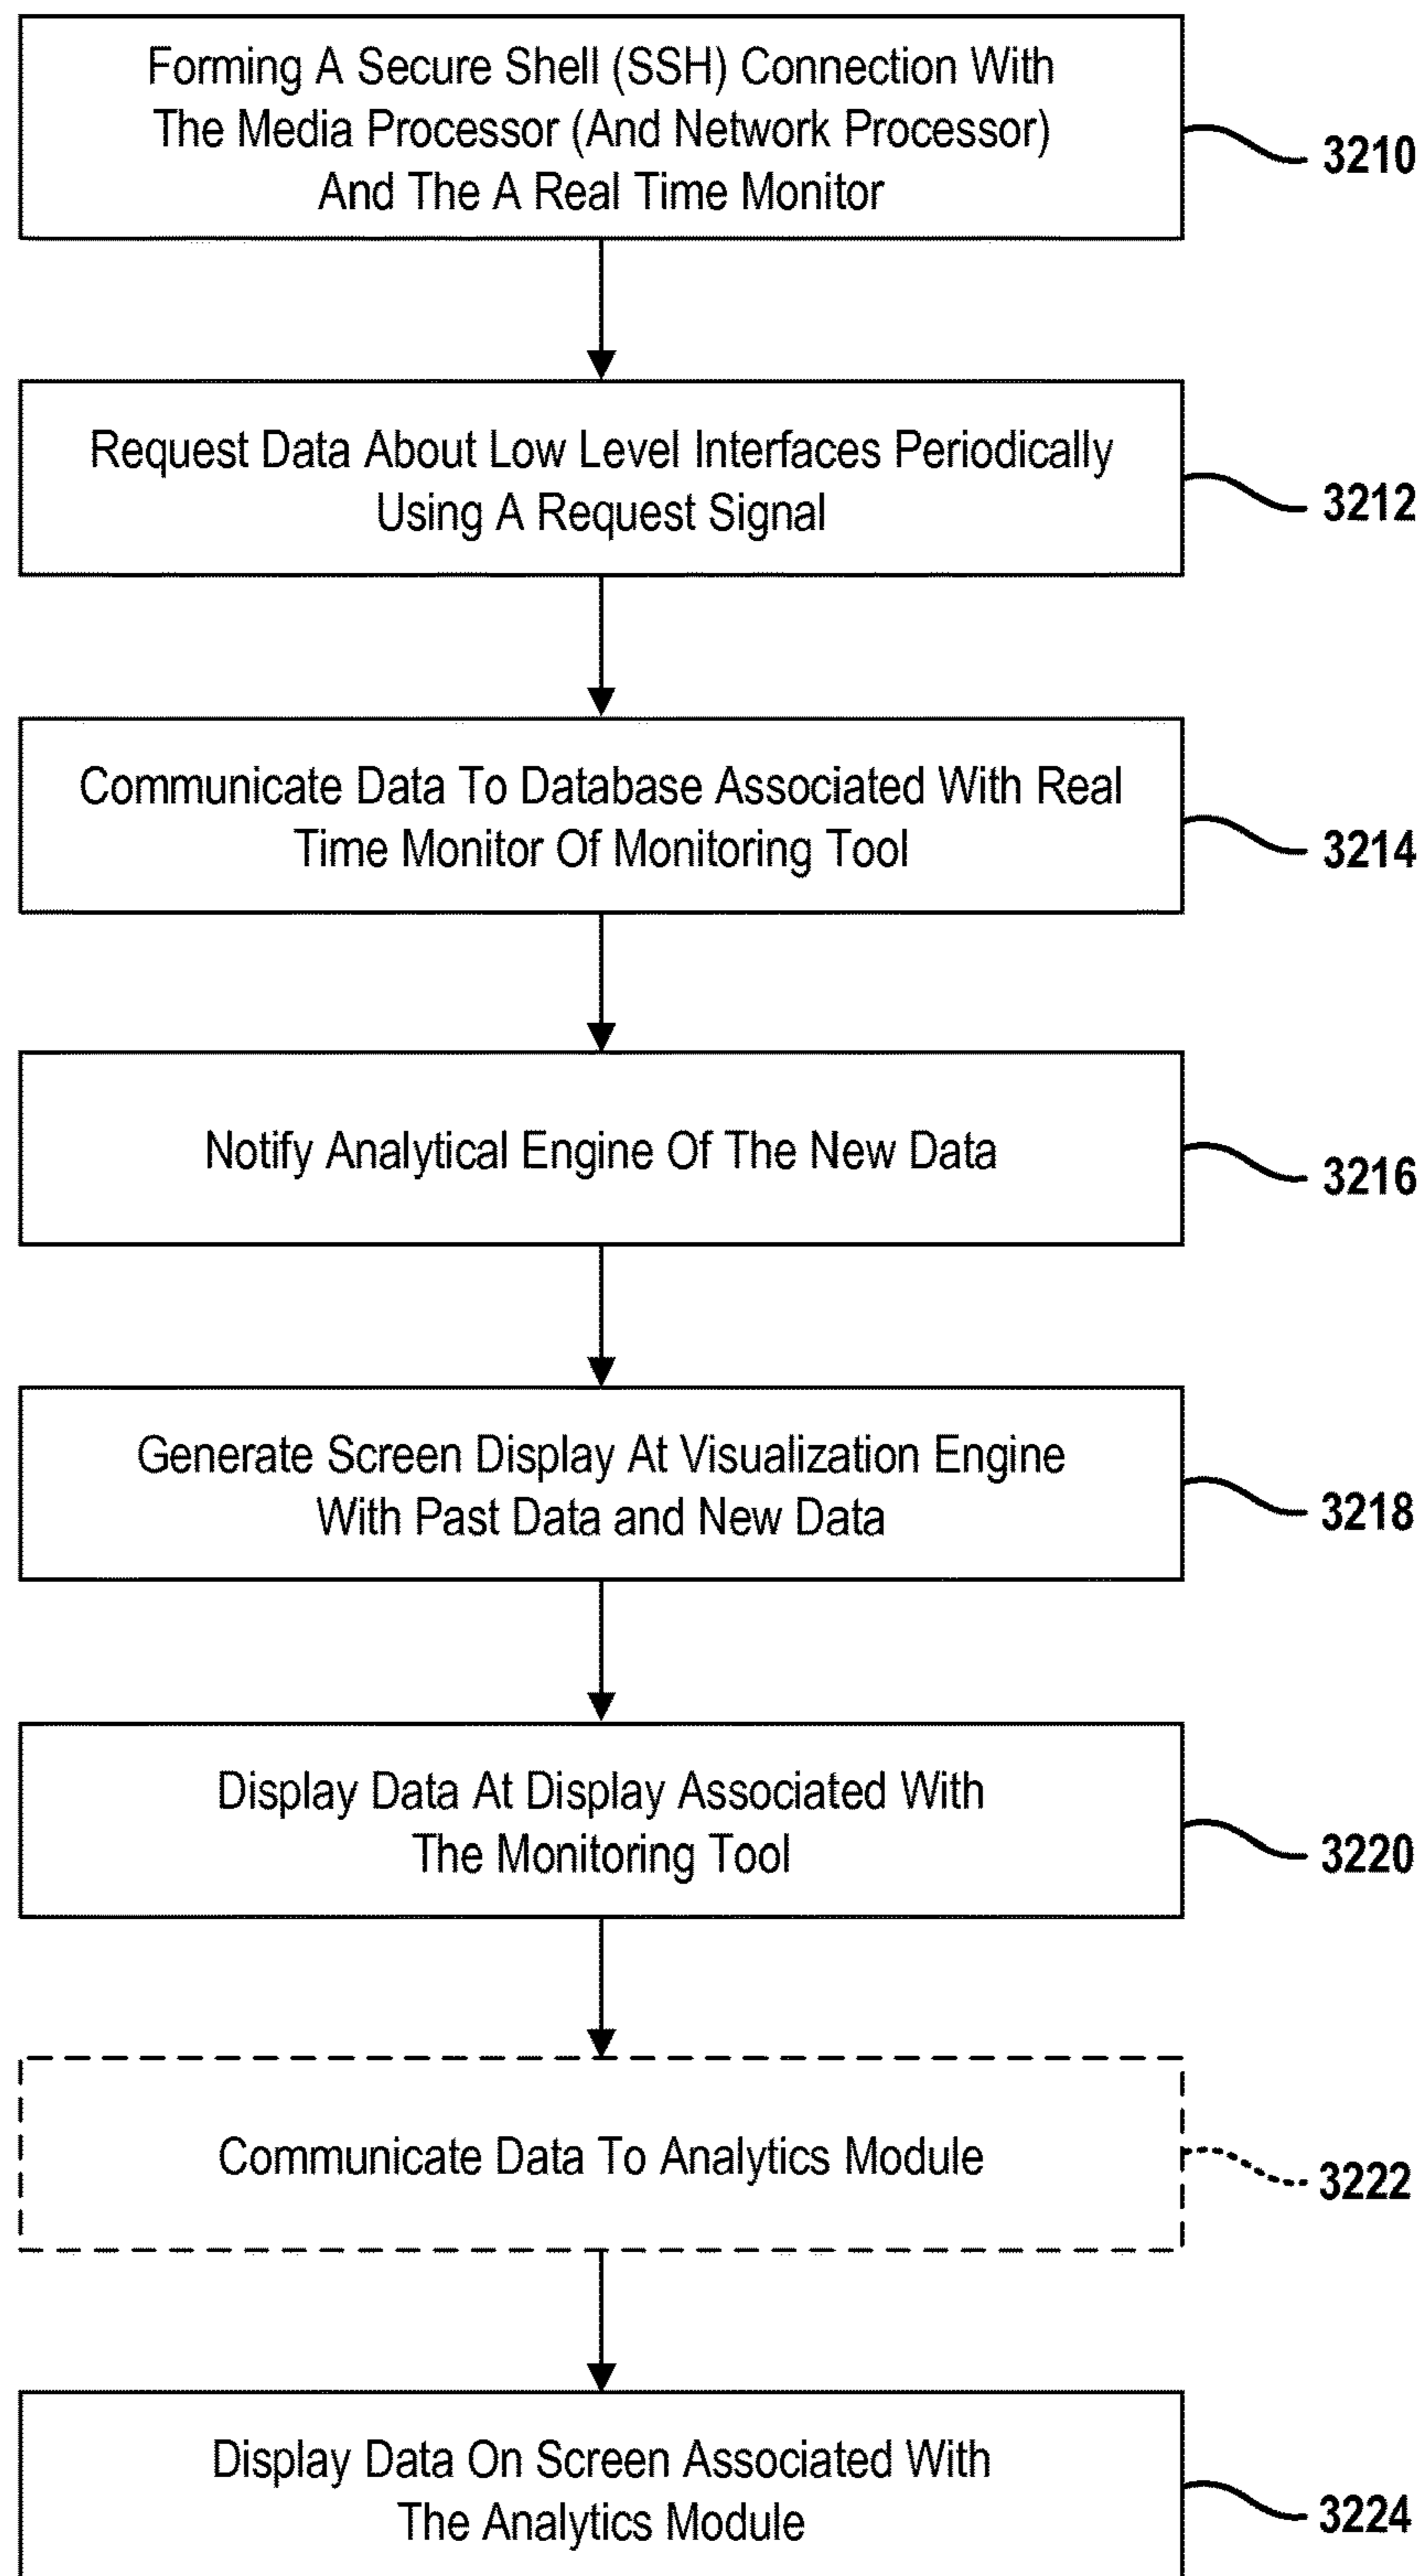 Forming A Secure Shell (SSH) Connection With
The Media Processor (And Network Processor)
And The A Real Time Monitor
3210
Request Data About Low Level Interfaces Periodically
Using A Request Signal
3212
Communicate Data To Database Associated With Real
Time Monitor Of Monitoring Tool
3214
Notify Analytical Engine Of The New Data
3216
Generate Screen Display At Visualization Engine
With Past Data and New Data
3218
Display Data At Display Associated With
The Monitoring Tool
3220
Communicate Data To Analytics Module
3222
Display Data On Screen Associated With
The Analytics Module
3224